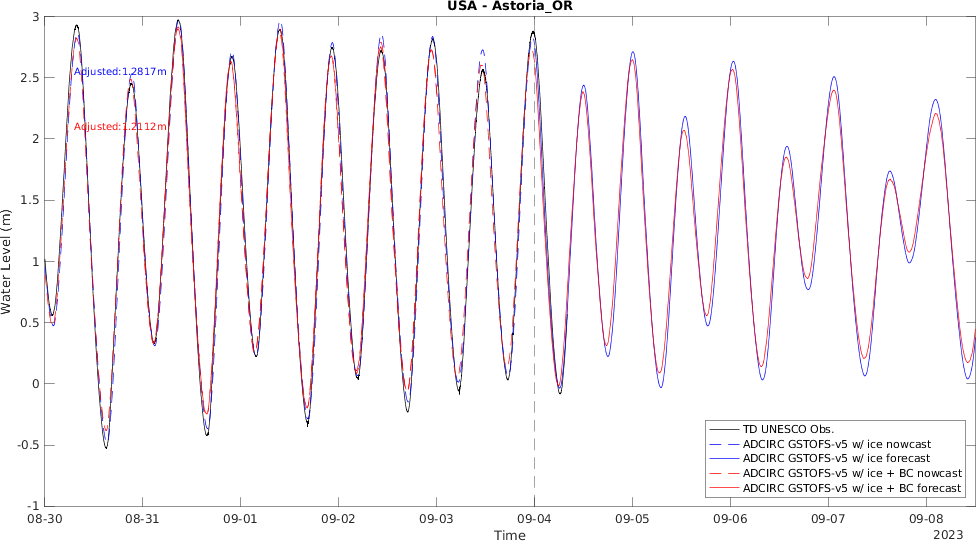 USA - Astoria_OR
3
2.5
2
1.5
1
0.5
0
-0.5
-1
Water Level (m)
Adjusted:1.2817m
Adjusted:1.2112m
TD UNESCO Obs.
ADCIRC GSTOFS-v5 w/ ice nowcast
ADCIRC GSTOFS-v5 w/ ice forecast
ADCIRC GSTOFS-v5 w/ ice + BC nowcast
ADCIRC GSTOFS-v5 w/ ice + BC forecast
08-30 08-31 09-01 09-02 09-03 09-04 09-05 09-06 09-07 09-08
Time
2023